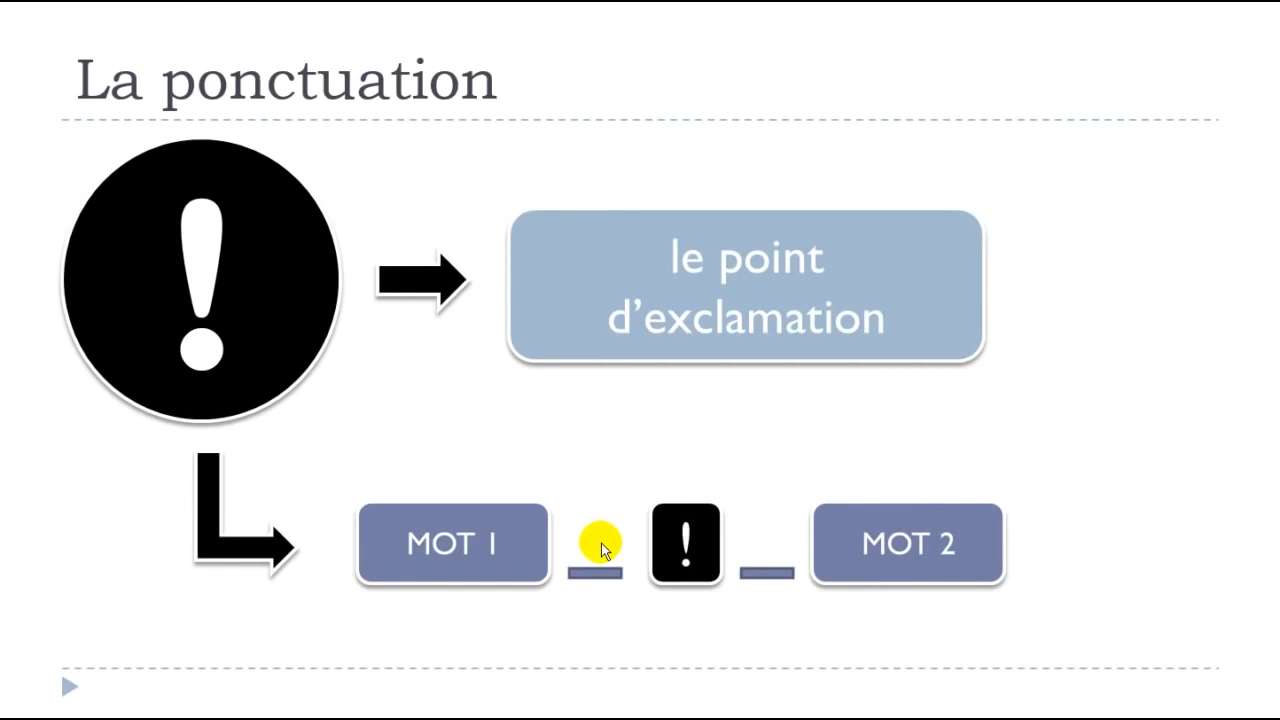 La ponctuation
!
le point
d’exclamation
MOT 1 ! MOT 2